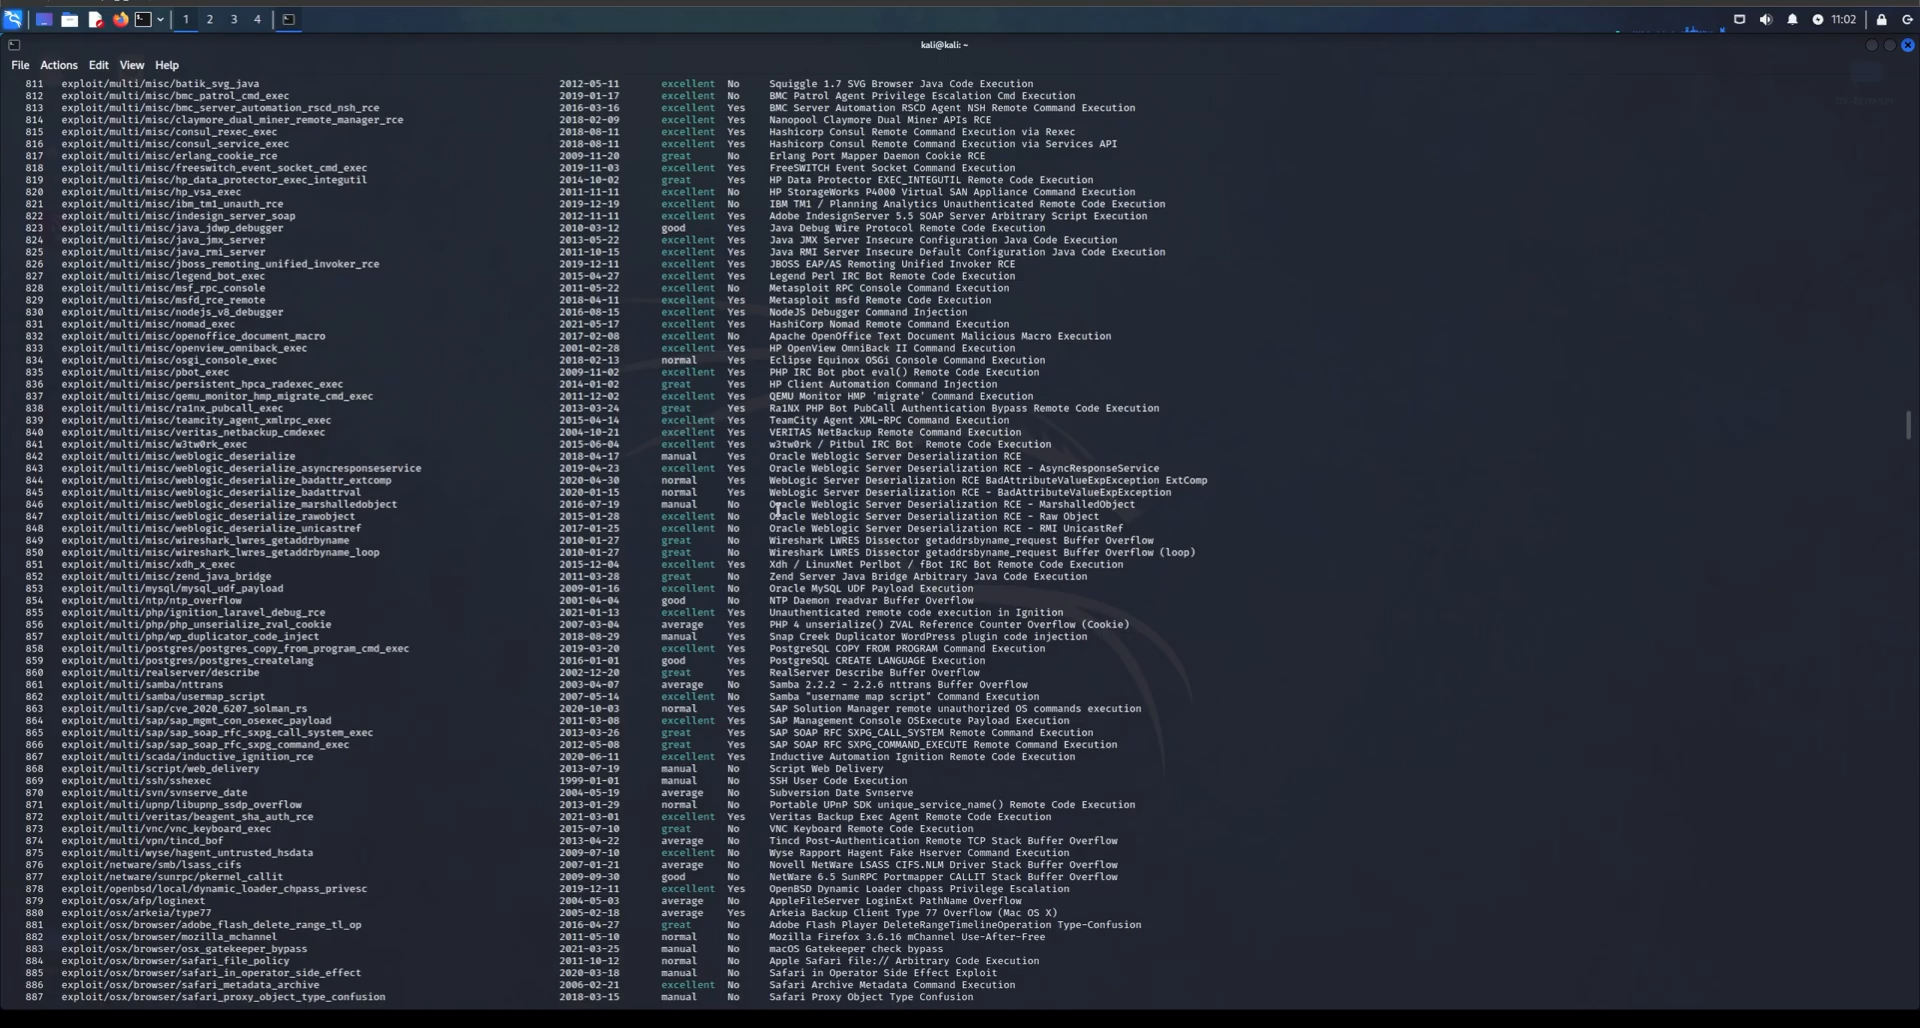 1 2 3 4 11:02
kali@kali: ~
File Actions Edit View Help
811 exploit/multi/misc/batik_svg_java 2012-05-11 excellent No Squiggle 1.7 SVG Browser Java Code Execution
812 exploit/multi/misc/bmc_patrol_cmd_exec 2019-01-17 excellent No BMC Patrol Agent Privilege Escalation Cmd Execution
813 exploit/multi/misc/bmc_server_automation_rscd_nsh_rce 2016-03-16 excellent Yes BMC Server Automation RSCD Agent NSH Remote Command Execution
814 exploit/multi/misc/claymore_dual_miner_remote_manager_rce 2018-02-09 excellent Yes Nanopool Claymore Dual Miner APIs RCE
815 exploit/multi/misc/consul_rexec_exec 2018-08-11 excellent Yes Hashicorp Consul Remote Command Execution via Rexec
816 exploit/multi/misc/consul_service_exec 2018-08-11 excellent Yes Hashicorp Consul Remote Command Execution via Services API
817 exploit/multi/misc/erlang_cookie_rce 2009-11-20 great No Erlang Port Mapper Daemon Cookie RCE
818 exploit/multi/misc/freeswitch_event_socket_cmd_exec 2019-11-03 excellent Yes FreeSWITCH Event Socket Command Execution
819 exploit/multi/misc/hp_data_protector_exec_integutil 2014-10-02 great Yes HP Data Protector EXEC_INTEGUTIL Remote Code Execution
820 exploit/multi/misc/hp_vsa_exec 2011-11-11 excellent No HP StorageWorks P4000 Virtual SAN Appliance Command Execution
821 exploit/multi/misc/ibm_tm1_unauth_rce 2019-12-19 excellent Yes IBM TM1 / Planning Analytics Unauthenticated Remote Code Execution
822 exploit/multi/misc/indesign_server_soap 2012-11-11 excellent Yes Adobe IndesignServer 5.5 SOAP Server Arbitrary Script Execution
823 exploit/multi/misc/java_jdwp_debugger 2010-03-12 good Yes Java Debug Wire Protocol Remote Code Execution
824 exploit/multi/misc/java_jmx_server 2013-05-22 excellent Yes Java JMX Server Insecure Configuration Java Code Execution
825 exploit/multi/misc/java_rmi_server 2011-10-15 excellent Yes Java RMI Server Insecure Default Configuration Java Code Execution
826 exploit/multi/misc/jboss_remoting_unified_invoker_rce 2019-12-11 excellent Yes JBOSS EAP/AS Remoting Unified Invoker RCE
827 exploit/multi/misc/legend_bot_exec 2015-04-27 excellent Yes Legend Perl IRC Bot Remote Code Execution
828 exploit/multi/misc/msf_rpc_console 2011-05-22 excellent No Metasploit RPC Console Command Execution
829 exploit/multi/misc/msfd_rce_remote 2018-04-11 excellent Yes Metasploit msfd Remote Code Execution
830 exploit/multi/misc/nodejs_v8_debugger 2016-08-15 excellent Yes NodeJS Debugger Command Injection
831 exploit/multi/misc/nomad_exec 2021-05-17 excellent Yes HashiCorp Nomad Remote Command Execution
832 exploit/multi/misc/openoffice_document_macro 2017-02-08 excellent No Apache OpenOffice Text Document Malicious Macro Execution
833 exploit/multi/misc/openview_omniback_exec 2001-02-28 excellent Yes HP OpenView OmniBack II Command Execution
834 exploit/multi/misc/osgi_console_exec 2018-02-13 normal Yes Eclipse Equinox OSGi Console Command Execution
835 exploit/multi/misc/pbot_exec 2009-11-02 excellent Yes PHP IRC Bot pbot eval() Remote Code Execution
836 exploit/multi/misc/persistent_hpca_radexec_exec 2014-01-02 great Yes HP Client Automation Command Injection
837 exploit/multi/misc/qemu_monitor_hmp_migrate_cmd_exec 2011-12-02 excellent Yes QEMU Monitor HMP 'migrate' Command Execution
838 exploit/multi/misc/ra1nx_pubcall_exec 2013-03-24 great Yes Ra1NX PHP Bot PubCall Authentication Bypass Remote Code Execution
839 exploit/multi/misc/teamcity_agent_xmlrpc_exec 2015-04-14 excellent Yes TeamCity Agent XML-RPC Command Execution
840 exploit/multi/misc/veritas_netbackup_cmdexec 2004-10-21 excellent Yes VERITAS NetBackup Remote Command Execution
841 exploit/multi/misc/w3tw0rk_exec 2015-06-04 excellent Yes w3tw0rk / Pitbul IRC Bot Remote Code Execution
842 exploit/multi/misc/weblogic_deserialize 2018-04-17 manual Yes Oracle Weblogic Server Deserialization RCE
843 exploit/multi/misc/weblogic_deserialize_asyncresponseservice 2019-04-23 excellent Yes Oracle Weblogic Server Deserialization RCE - AsyncResponseService
844 exploit/multi/misc/weblogic_deserialize_badattr_extcomp 2020-04-30 normal Yes WebLogic Server Deserialization RCE BadAttributeValueExpException ExtComp
845 exploit/multi/misc/weblogic_deserialize_badattrval 2020-01-15 normal Yes WebLogic Server Deserialization RCE - BadAttributeValueExpException
846 exploit/multi/misc/weblogic_deserialize_marshalledobject 2016-07-19 manual No Oracle Weblogic Server Deserialization RCE - MarshalledObject
847 exploit/multi/misc/weblogic_deserialize_rawobject 2015-01-28 excellent No Oracle Weblogic Server Deserialization RCE - Raw Object
848 exploit/multi/misc/weblogic_deserialize_unicastref 2017-01-25 excellent No Oracle Weblogic Server Deserialization RCE - RMI UnicastRef
849 exploit/multi/misc/wireshark_lwres_getaddrbyname 2010-01-27 great No Wireshark LWRES Dissector getaddrsbyname_request Buffer Overflow
850 exploit/multi/misc/wireshark_lwres_getaddrbyname_loop 2010-01-27 great No Wireshark LWRES Dissector getaddrsbyname_request Buffer Overflow (loop)
851 exploit/multi/misc/xdh_x_exec 2015-12-04 excellent Yes Xdh / LinuxNet Perlbot / fBot IRC Bot Remote Code Execution
852 exploit/multi/misc/zend_java_bridge 2011-03-28 great No Zend Server Java Bridge Arbitrary Java Code Execution
853 exploit/multi/mysql/mysql_udf_payload 2009-01-16 excellent No Oracle MySQL UDF Payload Execution
854 exploit/multi/ntp/ntp_overflow 2001-04-04 good No NTP Daemon readvar Buffer Overflow
855 exploit/multi/php/ignition_laravel_debug_rce 2021-01-13 excellent Yes Unauthenticated remote code execution in Ignition
856 exploit/multi/php/php_unserialize_zval_cookie 2007-03-04 average Yes PHP 4 unserialize() ZVAL Reference Counter Overflow (Cookie)
857 exploit/multi/php/wp_duplicator_code_inject 2018-08-29 manual Yes Snap Creek Duplicator WordPress plugin code injection
858 exploit/multi/postgres/postgres_copy_from_program_cmd_exec 2019-03-20 excellent Yes PostgreSQL COPY FROM PROGRAM Command Execution
859 exploit/multi/postgres/postgres_createlang 2016-01-01 good Yes PostgreSQL CREATE LANGUAGE Execution
860 exploit/multi/realserver/describe 2002-12-20 great Yes RealServer Describe Buffer Overflow
861 exploit/multi/samba/nttrans 2003-04-07 average No Samba 2.2.2 - 2.2.6 nttrans Buffer Overflow
862 exploit/multi/samba/usermap_script 2007-05-14 excellent No Samba "username map script" Command Execution
863 exploit/multi/sap/cve_2020_6207_solman_rs 2020-10-03 normal Yes SAP Solution Manager remote unauthorized OS commands execution
864 exploit/multi/sap/sap_mgmt_con_osexec_payload 2011-03-08 excellent Yes SAP Management Console OSExecute Payload Execution
865 exploit/multi/sap/sap_soap_rfc_sxpg_call_system_exec 2013-03-26 great Yes SAP SOAP RFC SXPG_CALL_SYSTEM Remote Command Execution
866 exploit/multi/sap/sap_soap_rfc_sxpg_command_exec 2012-05-08 great Yes SAP SOAP RFC SXPG_COMMAND_EXECUTE Remote Command Execution
867 exploit/multi/scada/inductive_ignition_rce 2020-06-11 excellent Yes Inductive Automation Ignition Remote Code Execution
868 exploit/multi/script/web_delivery 2013-07-19 manual No Script Web Delivery
869 exploit/multi/ssh/sshexec 1999-01-01 manual No SSH User Code Execution
870 exploit/multi/svn/svnserve_date 2004-05-19 average No Subversion Date Svnserve
871 exploit/multi/upnp/libupnp_ssdp_overflow 2013-01-29 normal No Portable UPnP SDK unique_service_name() Remote Code Execution
872 exploit/multi/veritas/beagent_sha_auth_rce 2021-03-01 excellent Yes Veritas Backup Exec Agent Remote Code Execution
873 exploit/multi/vnc/vnc_keyboard_exec 2015-07-10 great No VNC Keyboard Remote Code Execution
874 exploit/multi/vpn/tincd_bof 2013-04-22 average No Tincd Post-Authentication Remote TCP Stack Buffer Overflow
875 exploit/multi/wyse/hagent_untrusted_hsdata 2009-07-10 excellent No Wyse Rapport Hagent Fake Hserver Command Execution
876 exploit/netware/smb/lsass_cifs 2007-01-21 average No Novell NetWare LSASS CIFS.NLM Driver Stack Buffer Overflow
877 exploit/netware/sunrpc/pkernel_callit 2009-09-30 good No NetWare 6.5 SunRPC Portmapper CALLIT Stack Buffer Overflow
878 exploit/openbsd/local/dynamic_loader_chpass_privesc 2019-12-11 excellent Yes OpenBSD Dynamic Loader chpass Privilege Escalation
879 exploit/osx/afp/loginext 2004-05-03 average No AppleFileServer LoginExt PathName Overflow
880 exploit/osx/arkeia/type77 2005-02-18 average Yes Arkeia Backup Client Type 77 Overflow (Mac OS X)
881 exploit/osx/browser/adobe_flash_delete_range_tl_op 2016-04-27 great No Adobe Flash Player DeleteRangeTimelineOperation Type-Confusion
882 exploit/osx/browser/mozilla_mchannel 2011-05-10 normal No Mozilla Firefox 3.6.16 mChannel Use-After-Free
883 exploit/osx/browser/osx_gatekeeper_bypass 2021-03-25 manual No macOS Gatekeeper check bypass
884 exploit/osx/browser/safari_file_policy 2011-10-12 normal No Apple Safari file:// Arbitrary Code Execution
885 exploit/osx/browser/safari_in_operator_side_effect 2020-03-18 manual No Safari in Operator Side Effect Exploit
886 exploit/osx/browser/safari_metadata_archive 2006-02-21 excellent No Safari Archive Metadata Command Execution
887 exploit/osx/browser/safari_proxy_object_type_confusion 2018-03-15 manual No Safari Proxy Object Type Confusion